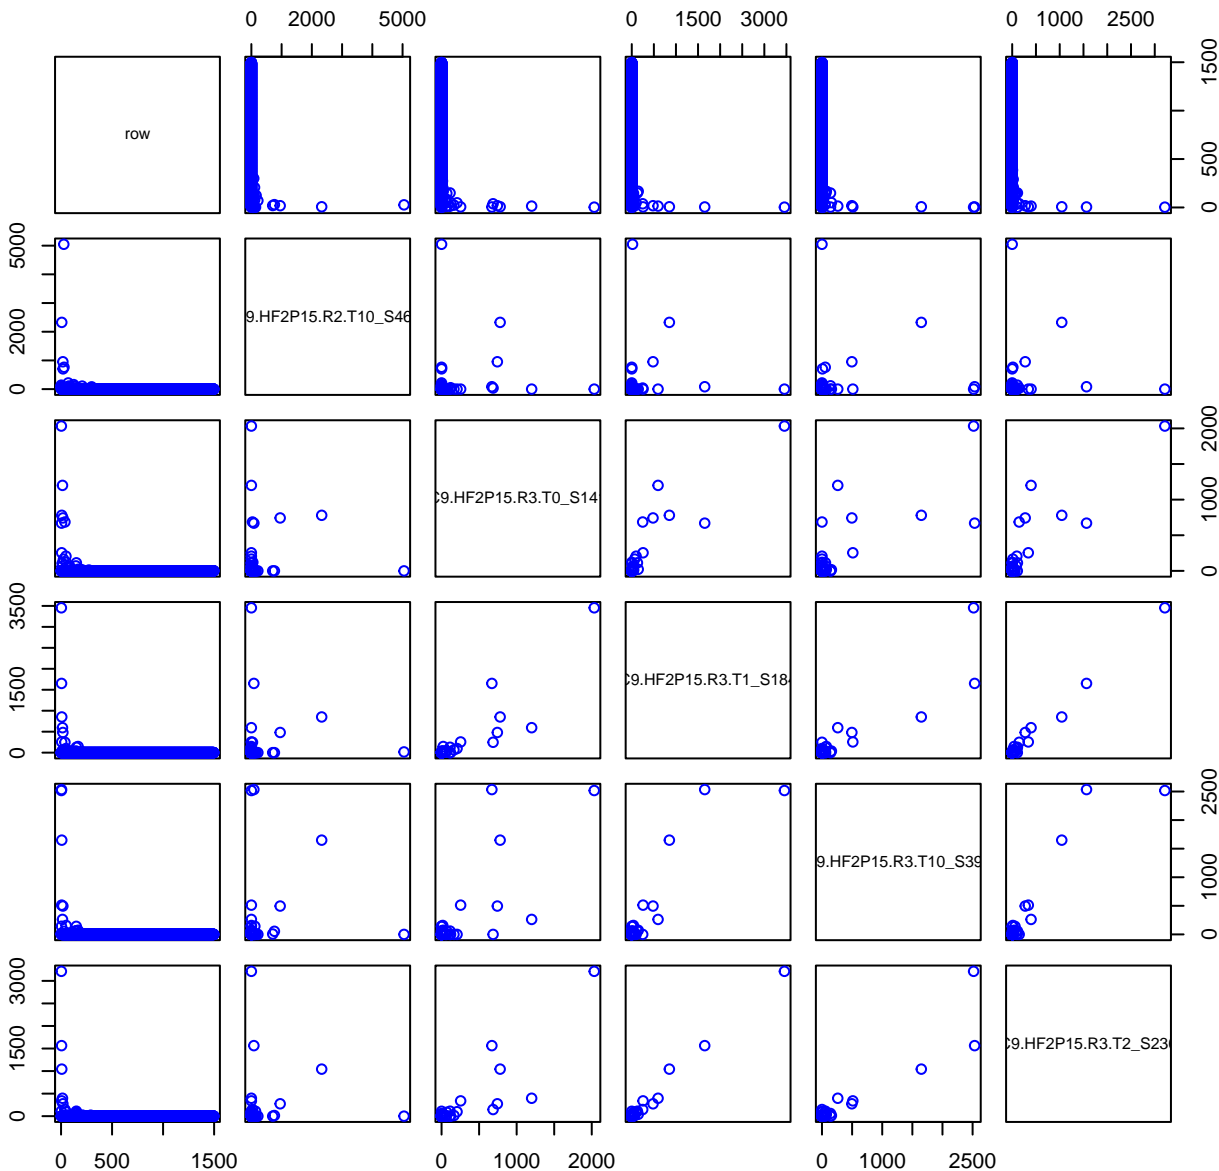 0 2000 5000 0 1500 3000 0 1000 2500
row 500 1500 0
5000 2000 0 9.HF2P15.R2.T10_S46
C9.HF2P15.R3.T0_S14 2000 1000 0
3500 1500 0 C9.HF2P15.R3.T1_S18
9.HF2P15.R3.T10_S39 2500 1000 0
3000 1500 0 C9.HF2P15.R3.T2_S23
0 500 1500 0 1000 2000 0 1000 2500